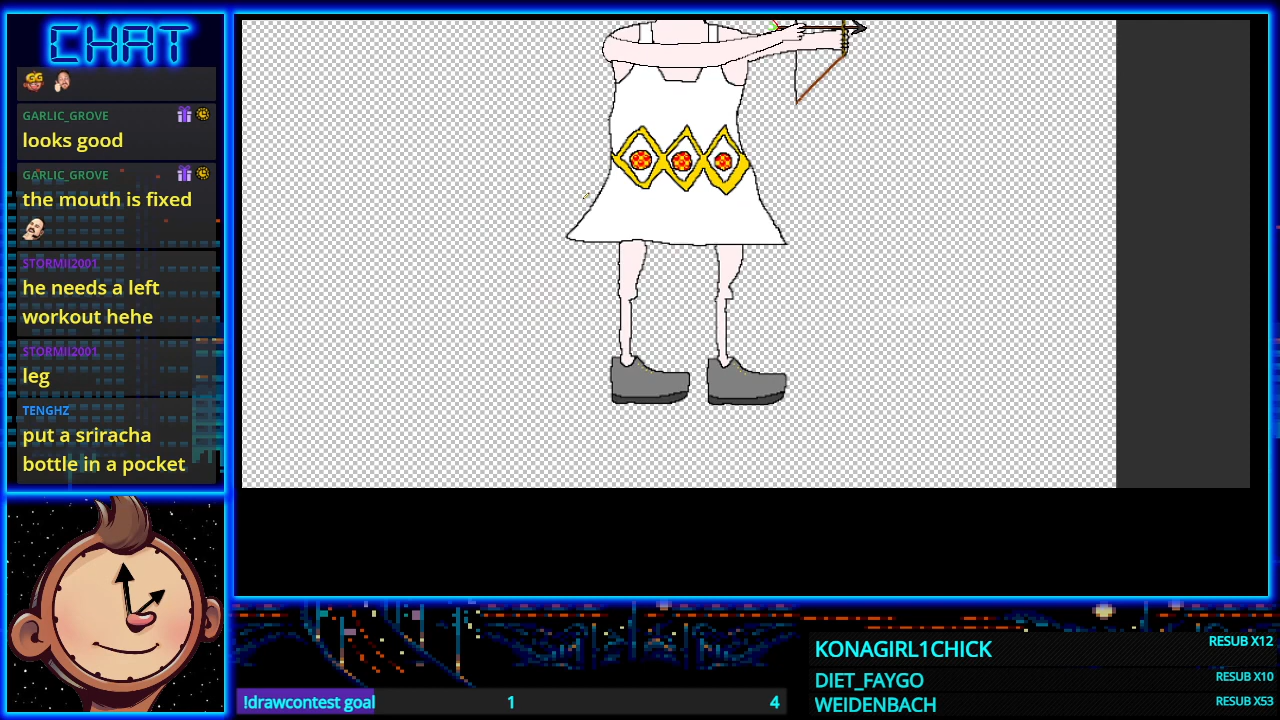 CHAT
GARLIC_GROVE
looks good
GARLIC_GROVE
the mouth is fixed
STORMII2001
he needs a left
workout hehe
STORMII2001
leg
TENGHZ
put a sriracha
bottle in a pocket
!drawcontest goal 1 4
KONAGIRL1CHICK RESUB X12
DIET_FAYGO RESUB X10
WEIDENBACH RESUB X53